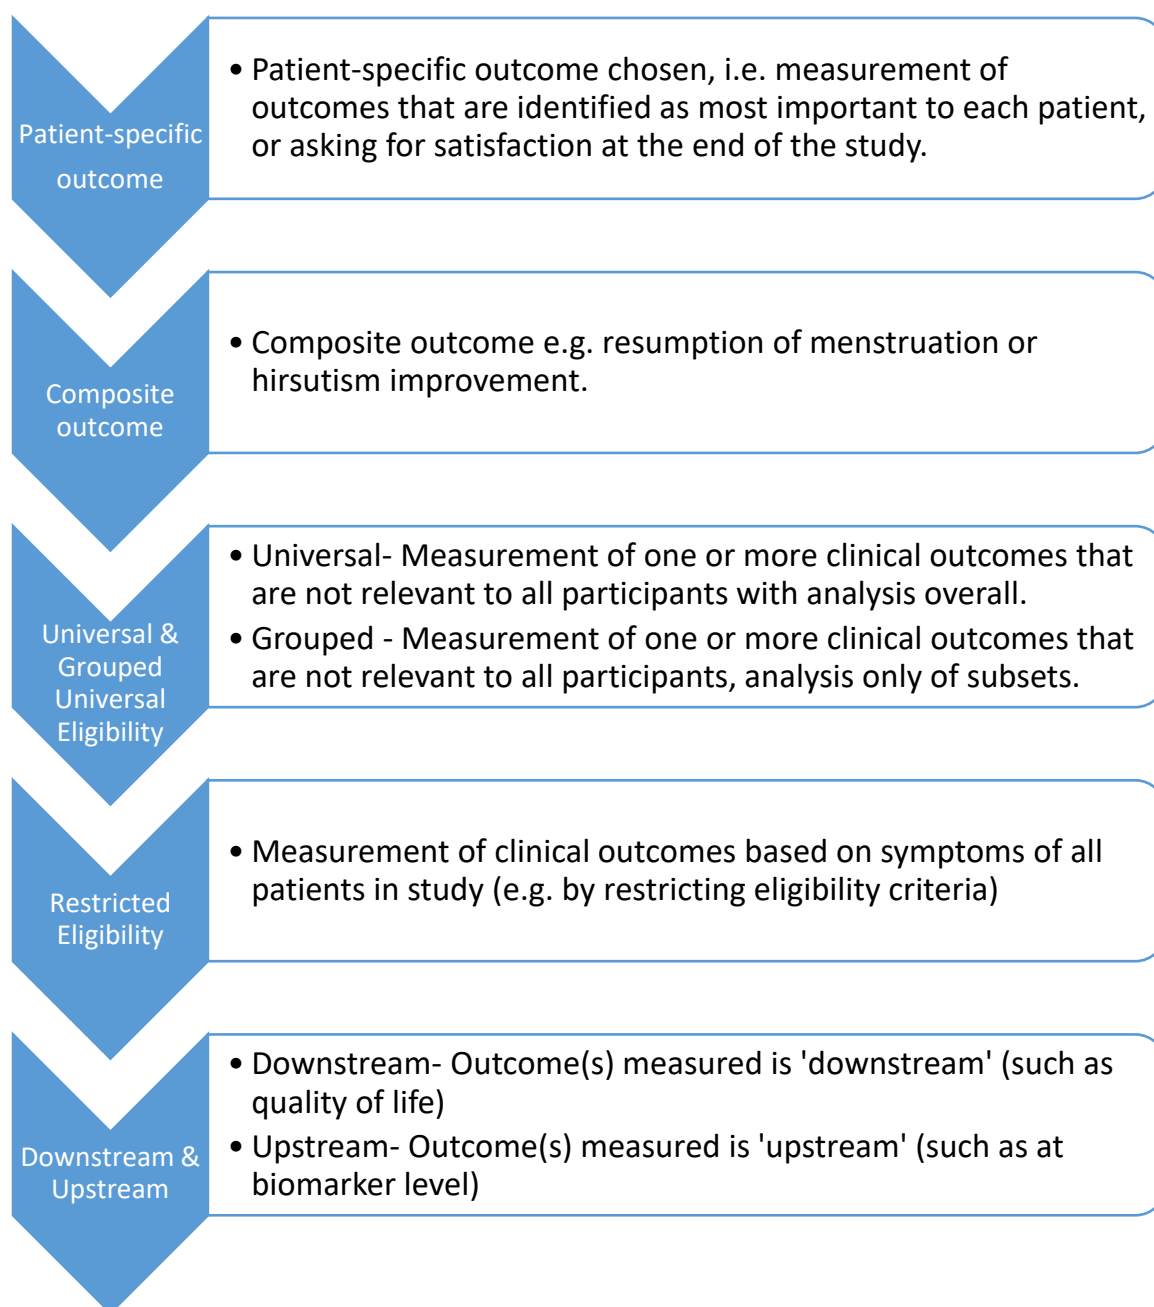 Patient-specific
outcome
• Patient-specific outcome chosen, i.e. measurement of
outcomes that are identified as most important to each patient,
or asking for satisfaction at the end of the study.
Composite
outcome
• Composite outcome e.g. resumption of menstruation or
hirsutism improvement.
Universal &
Grouped
Universal
Eligibility
• Universal- Measurement of one or more clinical outcomes that
are not relevant to all participants with analysis overall.
• Grouped - Measurement of one or more clinical outcomes that
are not relevant to all participants, analysis only of subsets.
Restricted
Eligibility
• Measurement of clinical outcomes based on symptoms of all
patients in study (e.g. by restricting eligibility criteria)
Downstream &
Upstream
• Downstream- Outcome(s) measured is 'downstream' (such as
quality of life)
• Upstream- Outcome(s) measured is 'upstream' (such as at
biomarker level)